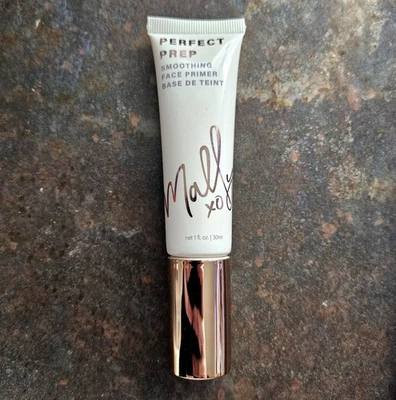 PERFECT
PREP
SMOOTHING
FACE PRIMER
BASE DE TEINT
Mally
xo
net 1 fl. oz. | 30ml